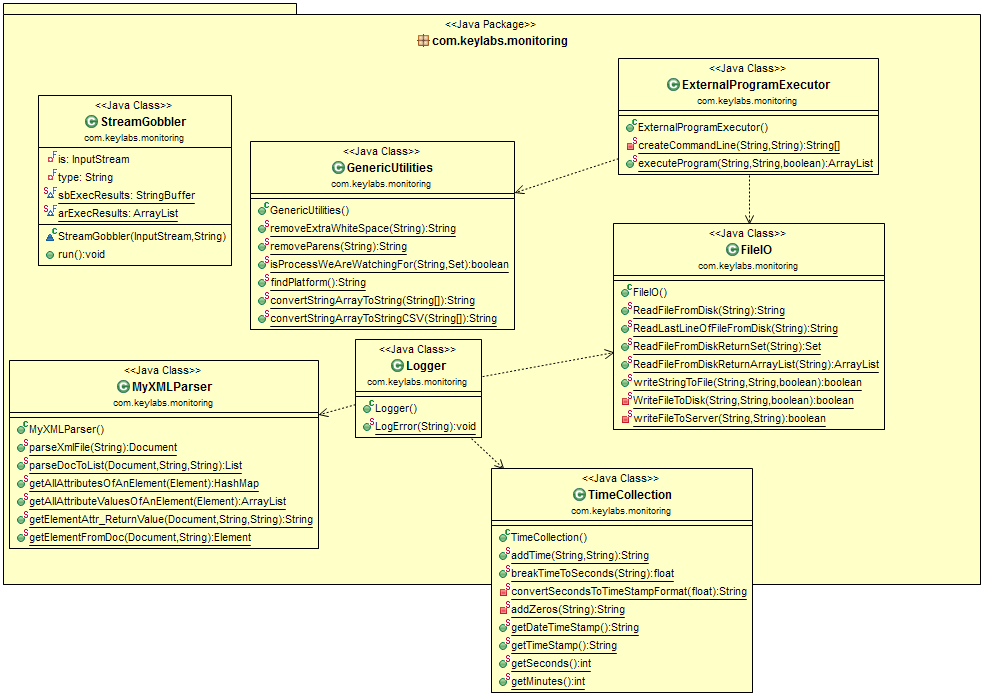 <<Java Package>>
com.keylabs.monitoring
<<Java Class>>
StreamGobbler
com.keylabs.monitoring
is: InputStream
type: String
sbExecResults: StringBuffer
arExecResults: ArrayList
StreamGobbler(InputStream,String)
run():void
<<Java Class>>
GenericUtilities
com.keylabs.monitoring
GenericUtilities()
removeExtraWhiteSpace(String):String
removeParens(String):String
isProcessWeAreWatchingFor(String,Set):boolean
findPlatform():String
convertStringArrayToString(String[]):String
convertStringArrayToStringCSV(String[]):String
<<Java Class>>
ExternalProgramExecutor
com.keylabs.monitoring
ExternalProgramExecutor()
createCommandLine(String,String):String[]
executeProgram(String,String,boolean):ArrayList
<<Java Class>>
FileIO
com.keylabs.monitoring
FileIO()
ReadFileFromDisk(String):String
ReadLastLineOfFileFromDisk(String):String
ReadFileFromDiskReturnSet(String):Set
ReadFileFromDiskReturnArrayList(String):ArrayList
writeStringToFile(String,String,boolean):boolean
WriteFileToDisk(String,String,boolean):boolean
writeFileToServer(String,String):boolean
<<Java Class>>
Logger
com.keylabs.monitoring
Logger()
LogError(String):void
<<Java Class>>
MyXMLParser
com.keylabs.monitoring
MyXMLParser()
parseXmlFile(String):Document
parseDocToList(Document,String,String):List
getAllAttributesOfAnElement(Element):HashMap
getAllAttributeValuesOfAnElement(Element):ArrayList
getElementAttr_ReturnValue(Document,String,String):String
getElementFromDoc(Document,String):Element
<<Java Class>>
TimeCollection
com.keylabs.monitoring
TimeCollection()
addTime(String,String):String
breakTimeToSeconds(String):float
convertSecondsToTimeStampFormat(float):String
addZeros(String):String
getDateTimeStamp():String
getTimeStamp():String
getSeconds():int
getMinutes():int